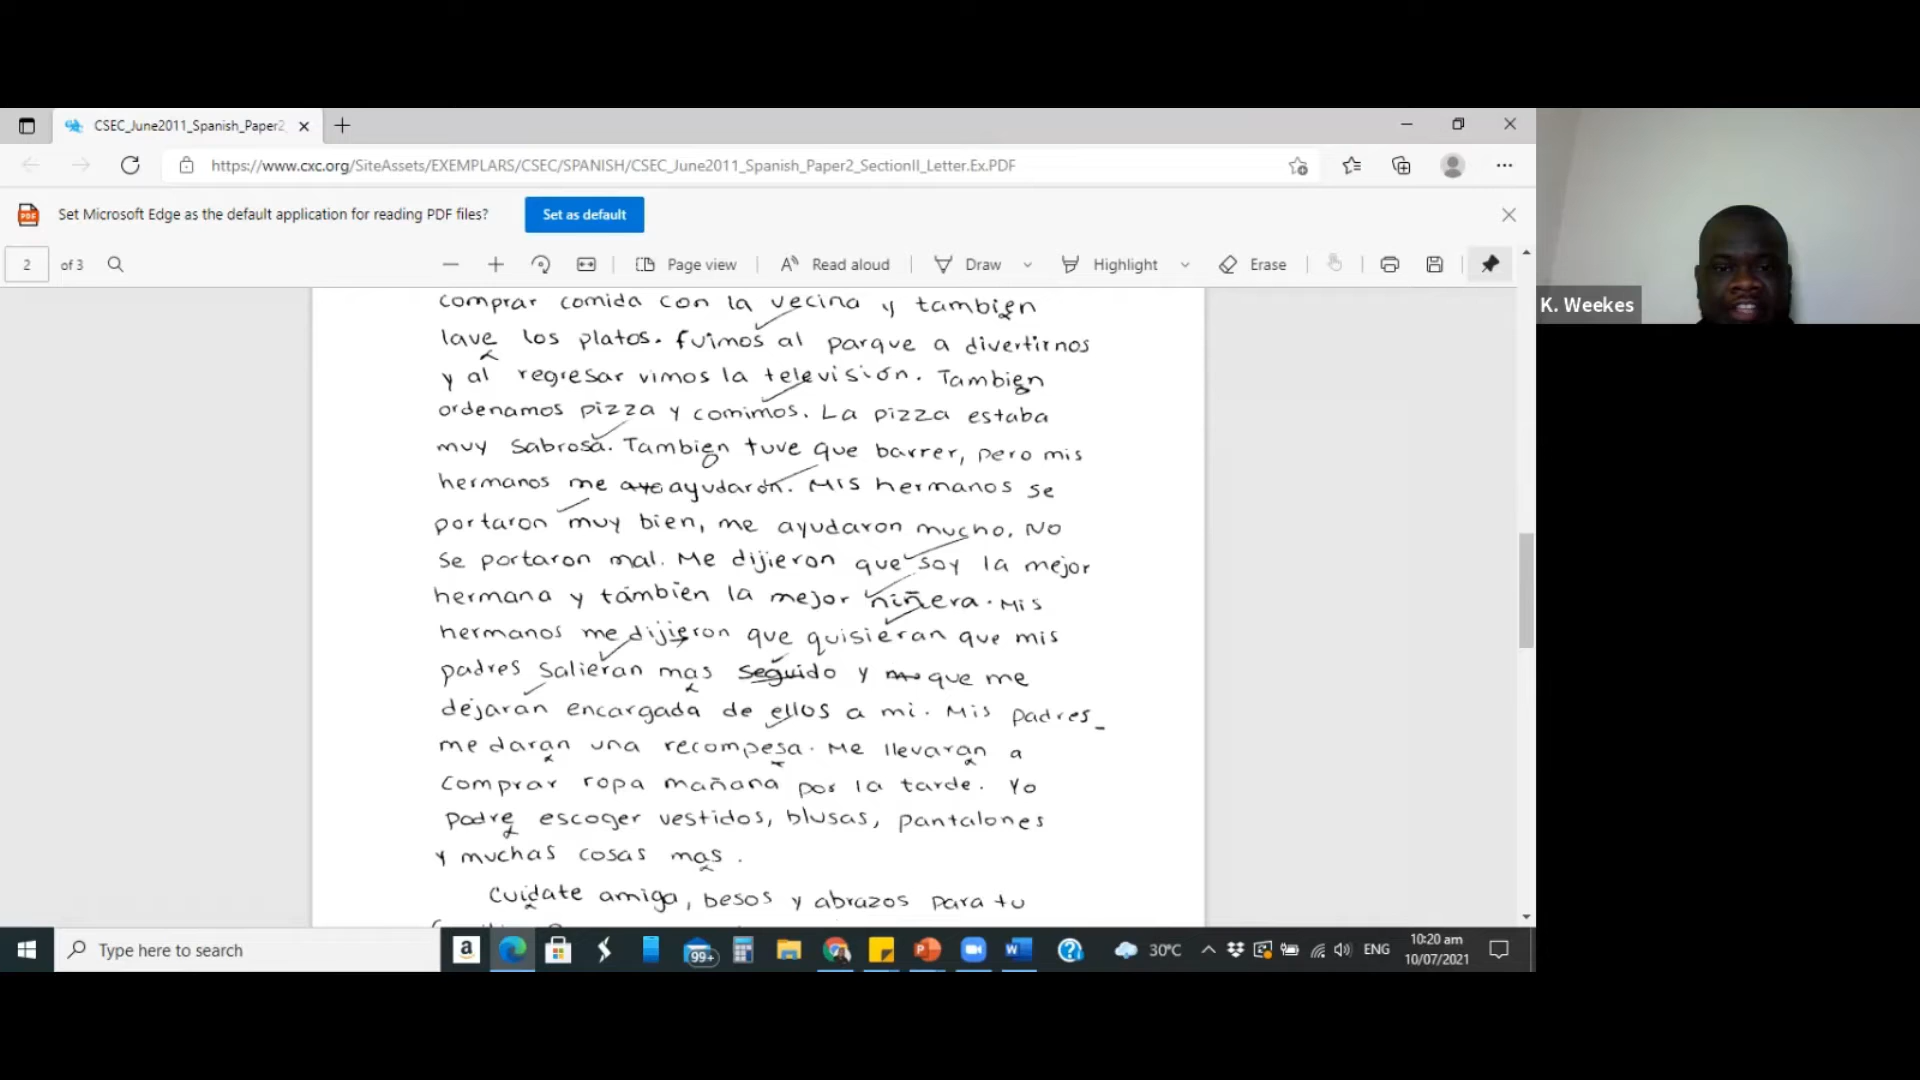 CSEC_June2011_Spanish_Paper2_
https://www.cxc.org/SiteAssets/EXEMPLARS/CSEC/SPANISH/CSEC_June2011_Spanish_Paper2_SectionII_Letter.Ex.PDF
Set Microsoft Edge as the default application for reading PDF files? Set as default
2 of 3 Page view Read aloud Draw Highlight Erase
K. Weekes
comprar comida con la vecina y tambien
lave los platos. fuimos al parque a divertirnos
y al regresar vimos la televisión. Tambien
ordenamos pizza y comimos. La pizza estaba
muy sabrosa. Tambien tuve que barrer, pero mis
hermanos me ayudarón. Mis hermanos se
portaron muy bien, me ayudaron mucho. No
se portaron mal. Me dijieron que soy la mejor
hermana y también la mejor niñera. Mis
hermanos me dijieron que quisieran que mis
padres salieran mas seguido y que me
dejaran encargada de ellos a mi. Mis padres
me daran una recompesa. Me llevaran a
comprar ropa mañana por la tarde. Yo
podre escoger vestidos, blusas, pantalones
y muchas cosas mas.
Cuidate amiga, besos y abrazos para tu
Type here to search
99+
30°C ENG
10:20 am
10/07/2021